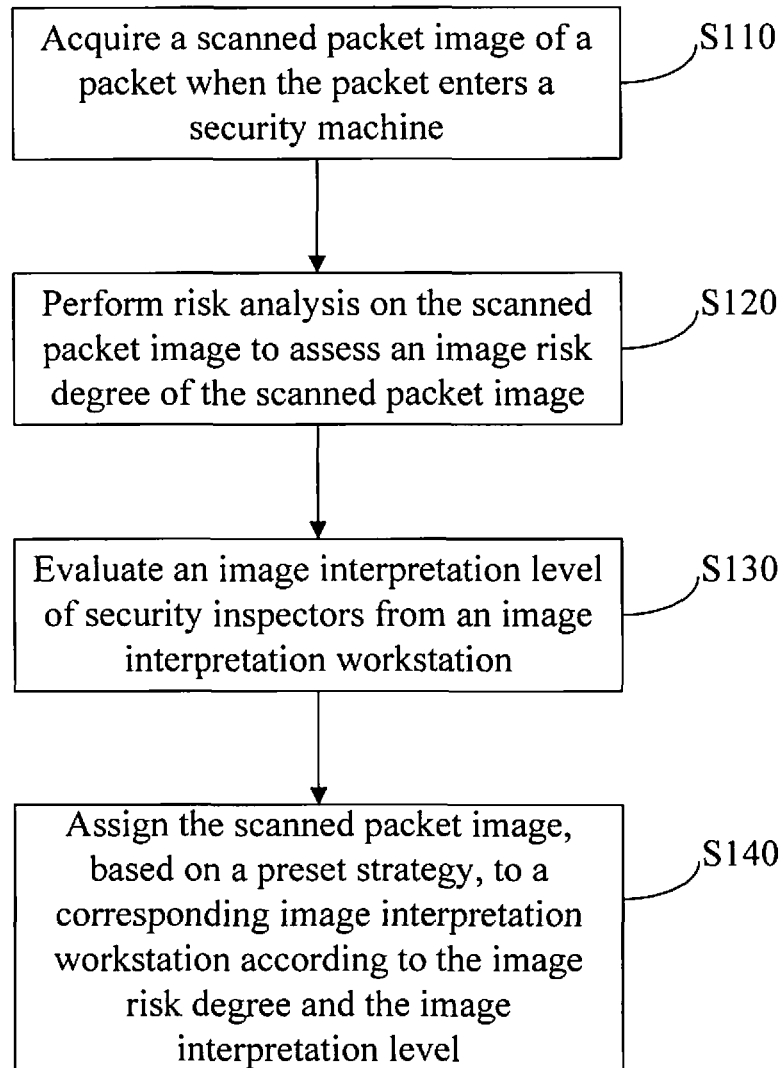 Acquire a scanned packet image of a
packet when the packet enters a
security machine
S110
Perform risk analysis on the scanned
packet image to assess an image risk
degree of the scanned packet image
S120
Evaluate an image interpretation level
of security inspectors from an image
interpretation workstation
S130
Assign the scanned packet image,
based on a preset strategy, to a
corresponding image interpretation
workstation according to the image
risk degree and the image
interpretation level
S140